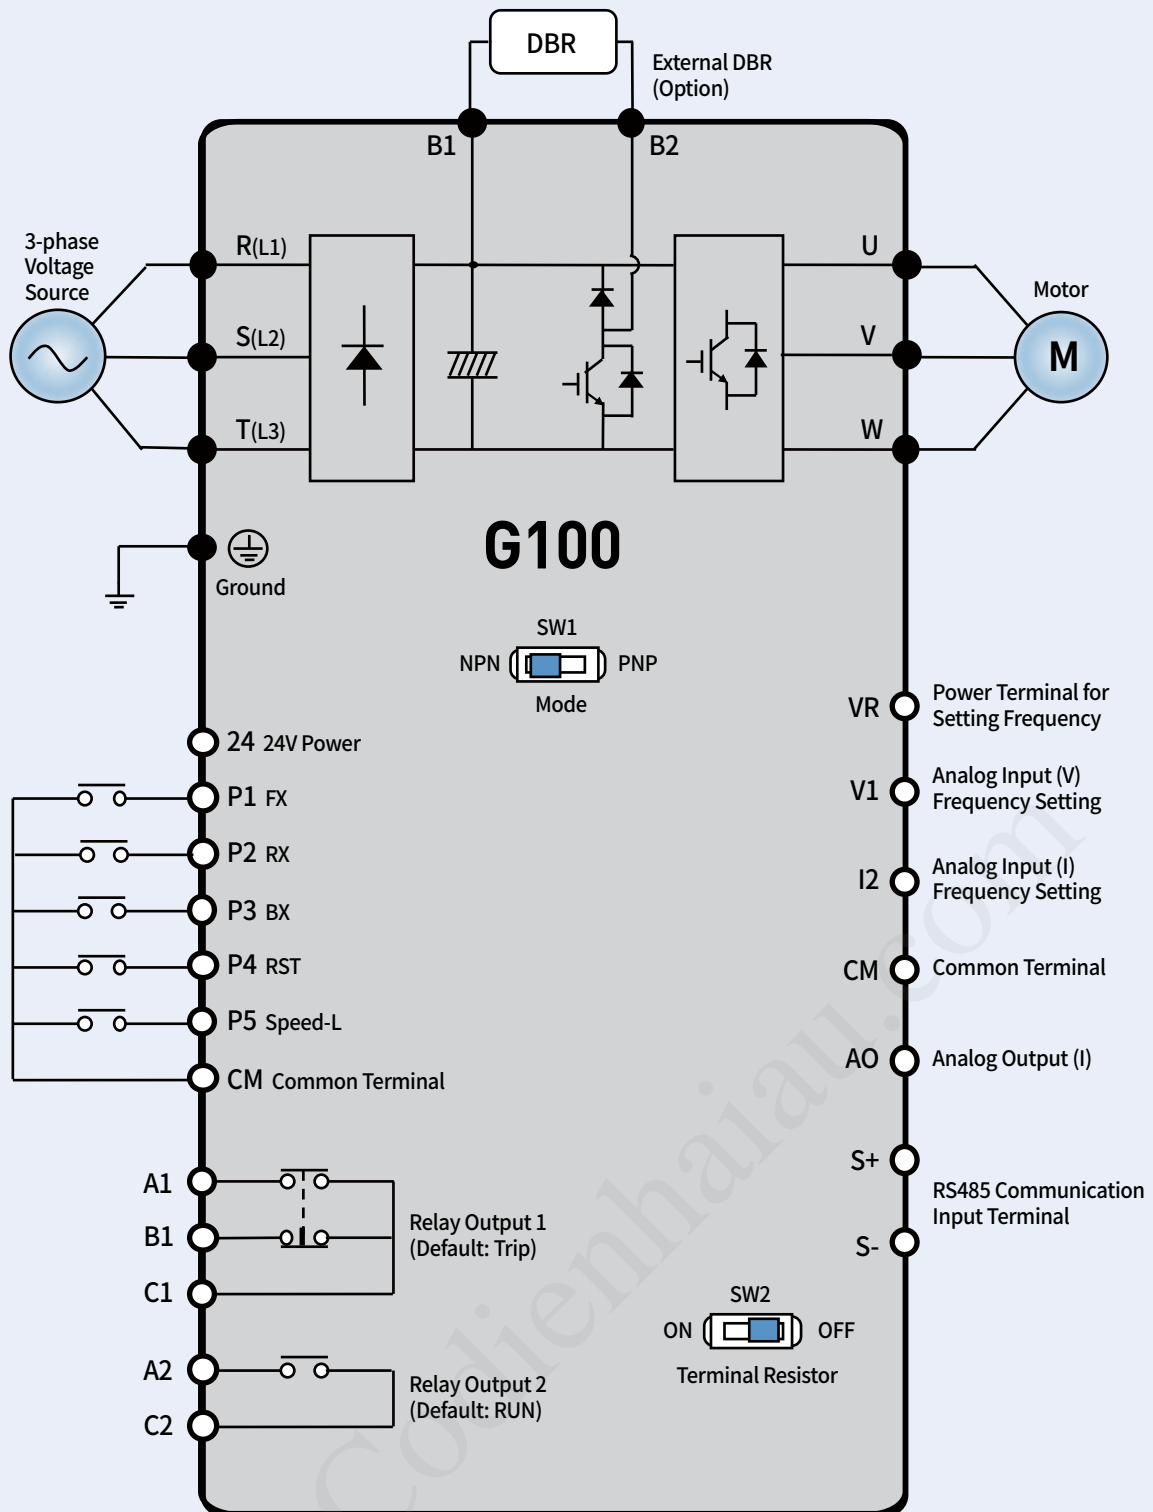 DBR
External DBR
(Option)
B1
B2
3-phase
Voltage
Source
R(L1)
S(L2)
T(L3)
U
V
W
Motor
M
Ground
G100
SW1
NPN
PNP
Mode
24 24V Power
P1 FX
P2 RX
P3 BX
P4 RST
P5 Speed-L
CM Common Terminal
VR
Power Terminal for
Setting Frequency
V1
Analog Input (V)
Frequency Setting
I2
Analog Input (I)
Frequency Setting
CM
Common Terminal
AO
Analog Output (I)
S+
S-
RS485 Communication
Input Terminal
A1
B1
C1
Relay Output 1
(Default: Trip)
A2
C2
Relay Output 2
(Default: RUN)
SW2
ON
OFF
Terminal Resistor
Codienhaiau.com